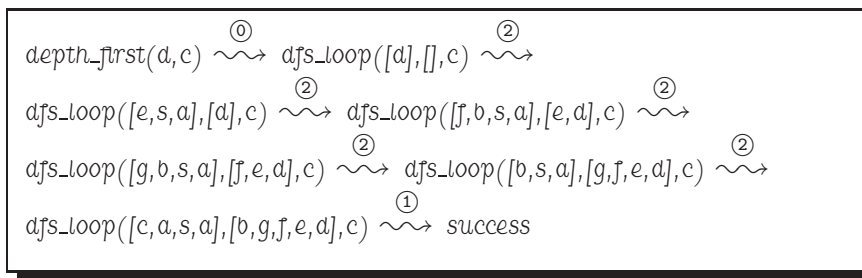 depth_first(d,c) ⓪⇝ dfs_loop([d],[],c) ②⇝
dfs_loop([e,s,a],[d],c) ②⇝ dfs_loop([f,b,s,a],[e,d],c) ②⇝
dfs_loop([g,b,s,a],[f,e,d],c) ②⇝ dfs_loop([b,s,a],[g,f,e,d],c) ②⇝
dfs_loop([c,a,s,a],[b,g,f,e,d],c) ①⇝ success